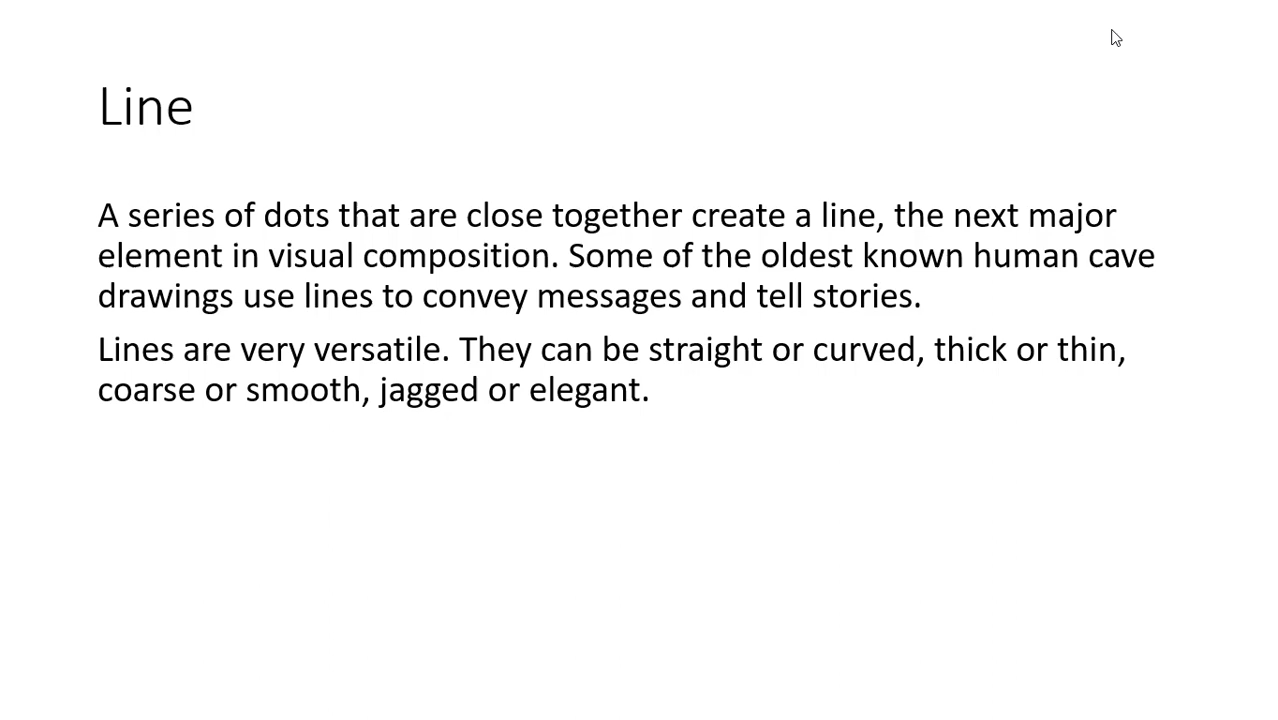 Line
A series of dots that are close together create a line, the next major
element in visual composition. Some of the oldest known human cave
drawings use lines to convey messages and tell stories.
Lines are very versatile. They can be straight or curved, thick or thin,
coarse or smooth, jagged or elegant.